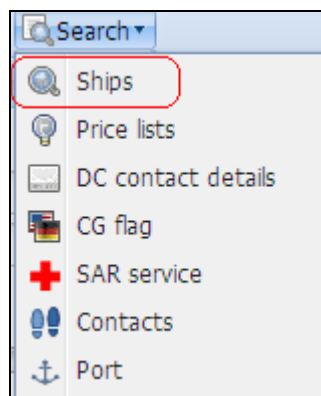 Search
Ships
Price lists
DC contact details
CG flag
SAR service
Contacts
Port